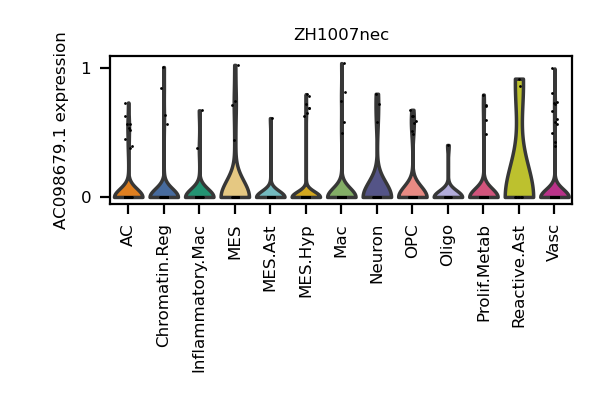 ZH1007nec
AC098679.1 expression
1
0
AC
Chromatin.Reg
Inflammatory.Mac
MES
MES.Ast
MES.Hyp
Mac
Neuron
OPC
Oligo
Prolif.Metab
Reactive.Ast
Vasc